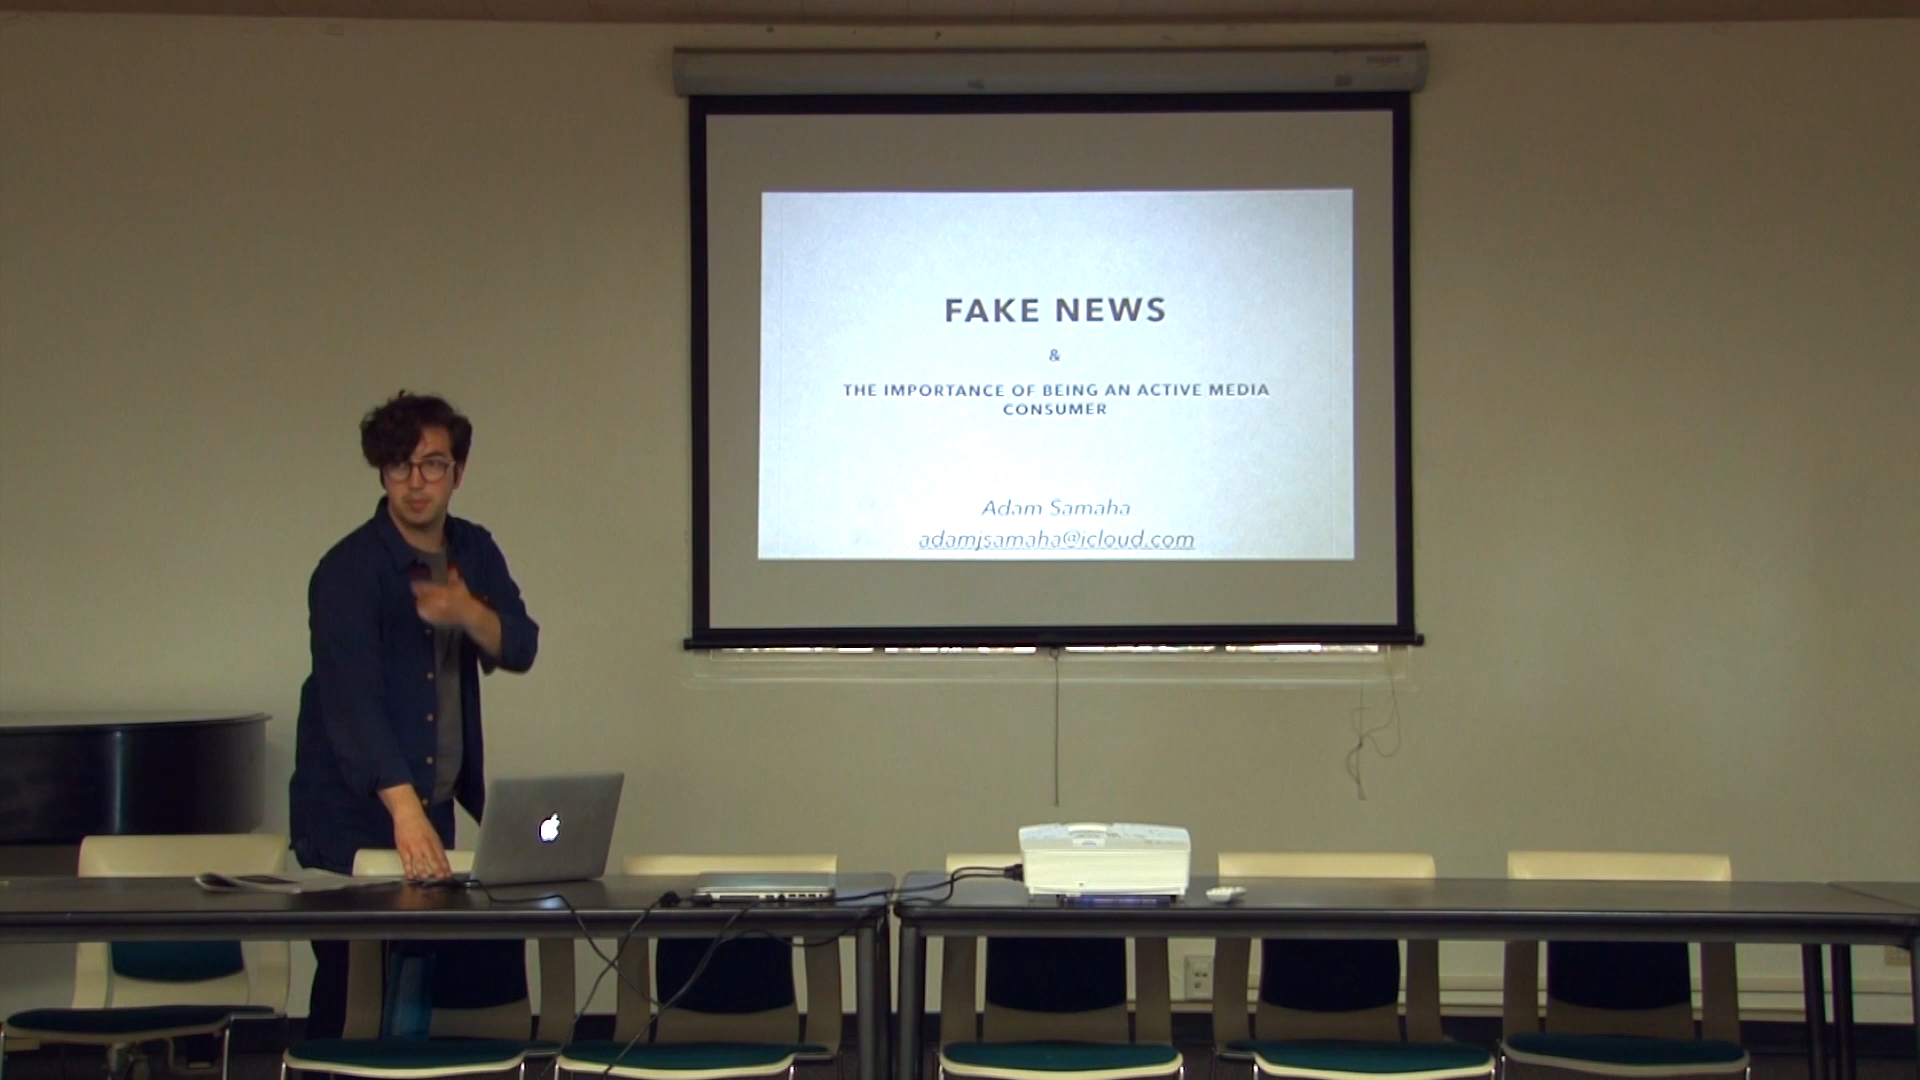 FAKE NEWS
&
THE IMPORTANCE OF BEING AN ACTIVE MEDIA
CONSUMER
Adam Samaha
adamjsamaha@icloud.com